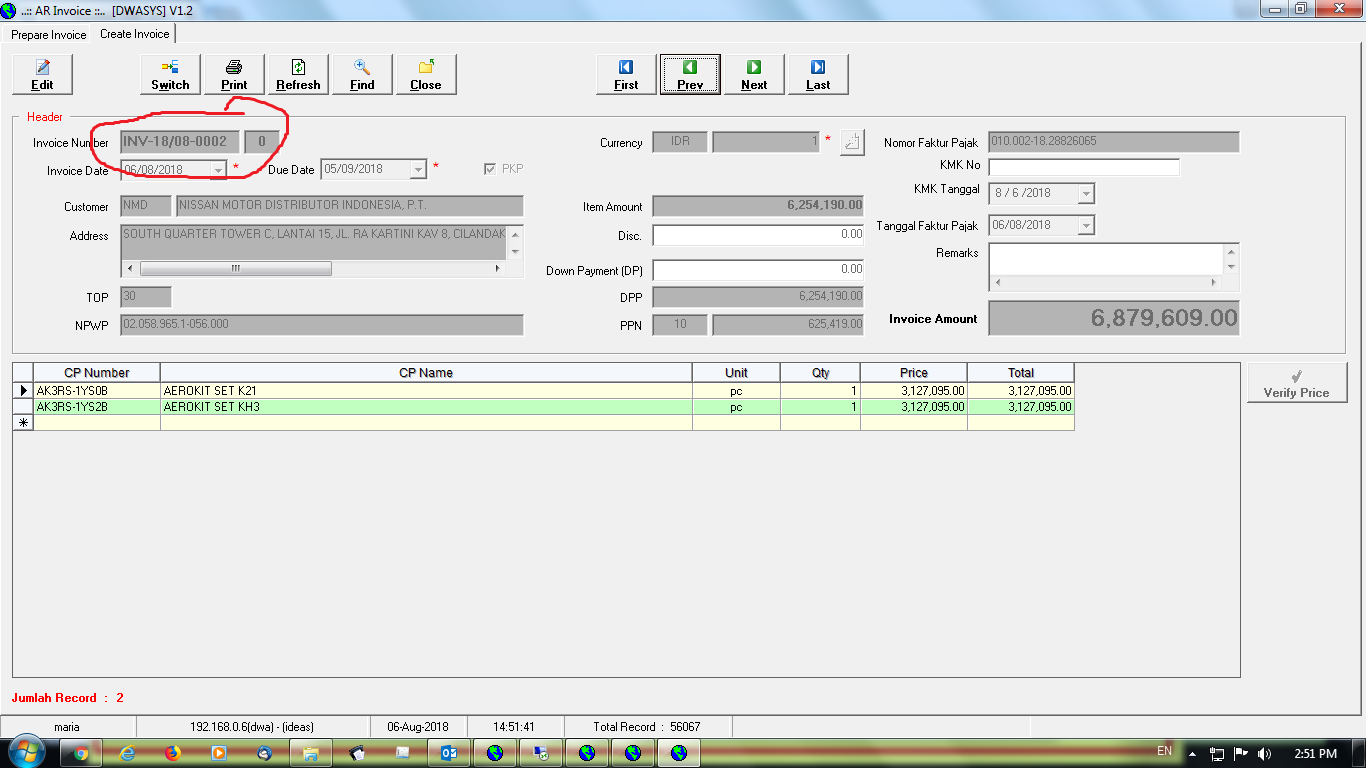 ..:: AR Invoice ::.. [DWASYS] V1.2
Prepare Invoice Create Invoice
Edit Switch Print Refresh Find Close First Prev Next Last
Header
Invoice Number INV-18/08-0002 0 Currency IDR 1 * Nomor Faktur Pajak 010.002-18.28826065
KMK No
Invoice Date 06/08/2018 * Due Date 05/09/2018 * PKP
KMK Tanggal 8 / 6 /2018
Customer NMD NISSAN MOTOR DISTRIBUTOR INDONESIA, P.T. Item Amount 6,254,190.00
Tanggal Faktur Pajak 06/08/2018
Address SOUTH QUARTER TOWER C, LANTAI 15, JL. RA KARTINI KAV 8, CILANDAK Disc. 0.00
Remarks
Down Payment (DP) 0.00
TOP 30 DPP 6,254,190.00
Invoice Amount 6,879,609.00
NPWP 02.058.965.1-056.000 PPN 10 625,419.00
CP Number CP Name Unit Qty Price Total
AK3RS-1YS0B AEROKIT SET K21 pc 1 3,127,095.00 3,127,095.00
AK3RS-1YS2B AEROKIT SET KH3 pc 1 3,127,095.00 3,127,095.00
Verify Price
Jumlah Record : 2
maria 192.168.0.6(dwa) - (ideas) 06-Aug-2018 14:51:41 Total Record : 56067
EN 2:51 PM